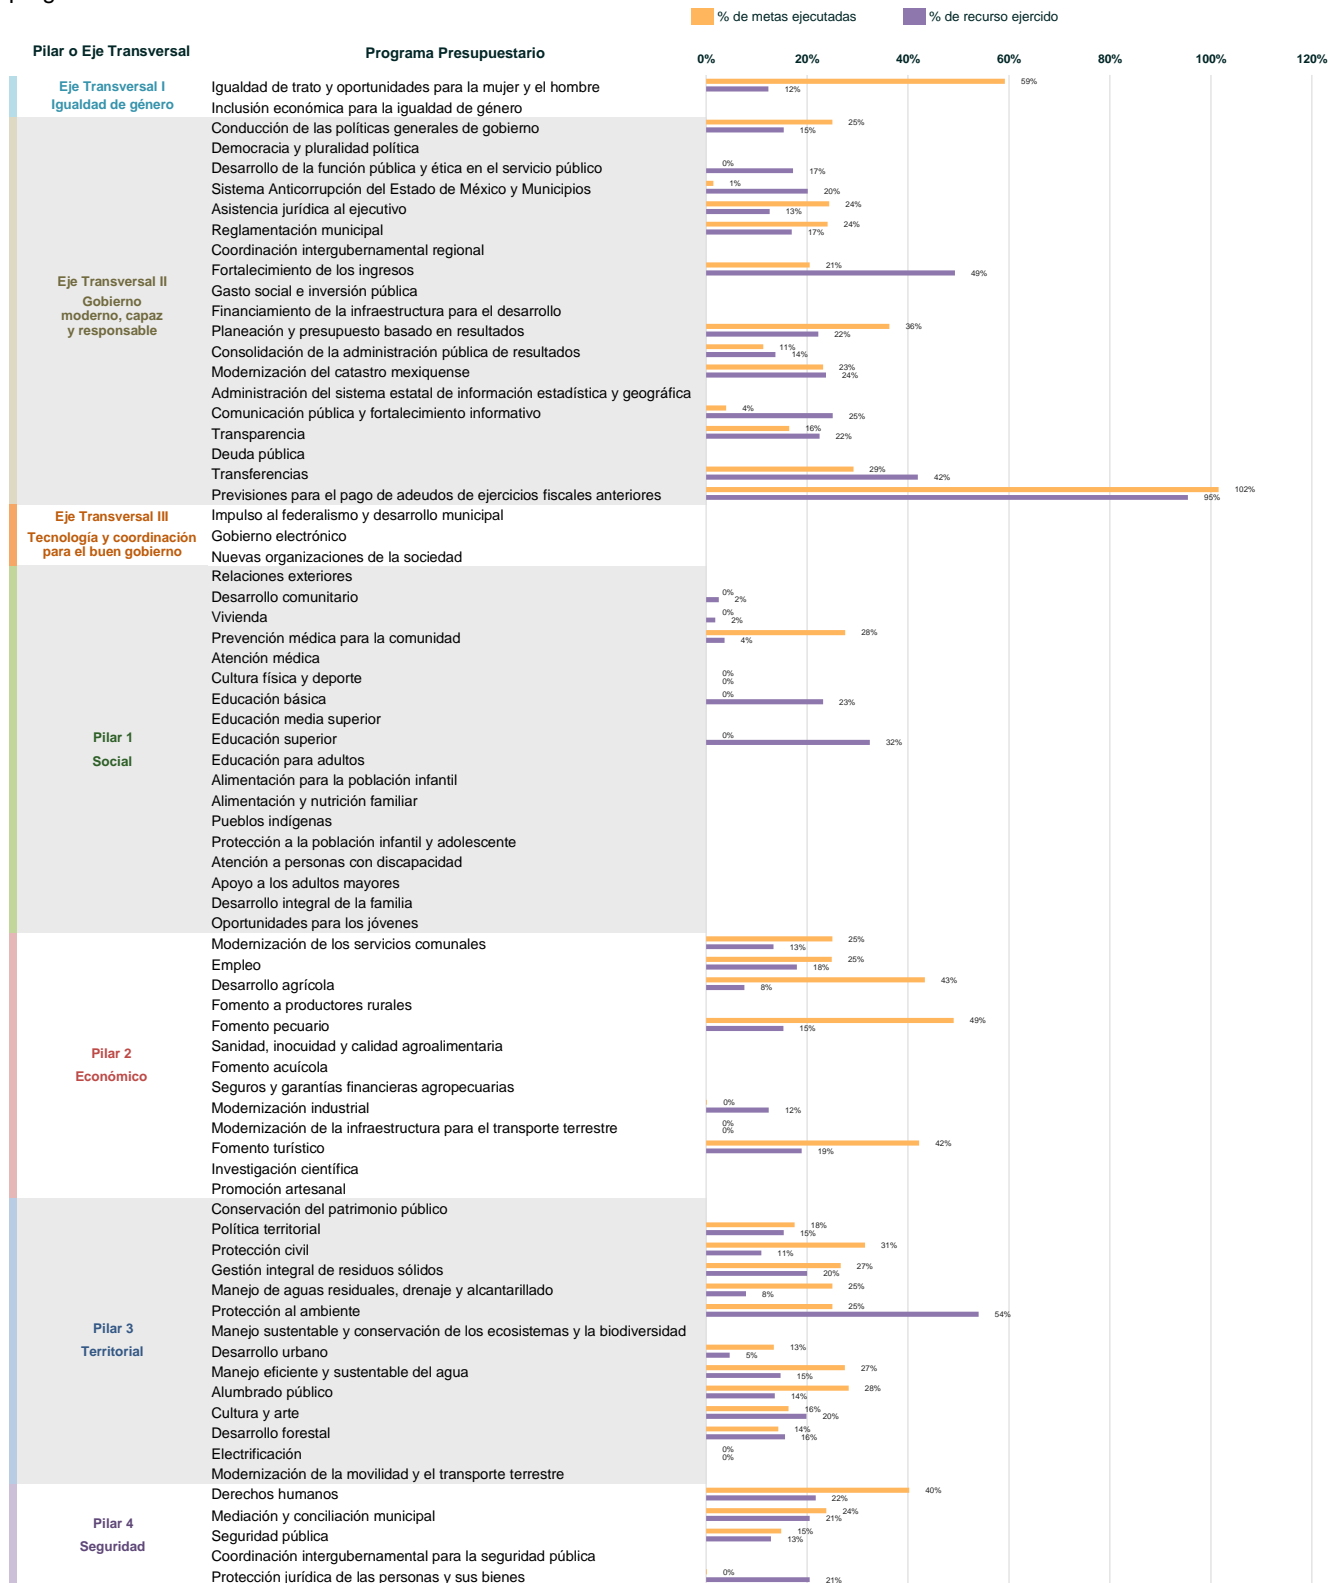 % de metas ejecutadas % de recurso ejercido
Pilar o Eje Transversal Programa Presupuestario 0% 20% 40% 60% 80% 100% 120%
Eje Transversal I
Igualdad de género
Igualdad de trato y oportunidades para la mujer y el hombre 59% 12%
Inclusión económica para la igualdad de género
Eje Transversal II
Gobierno
moderno, capaz
y responsable
Conducción de las políticas generales de gobierno 25% 15%
Democracia y pluralidad política
Desarrollo de la función pública y ética en el servicio público 0% 17%
Sistema Anticorrupción del Estado de México y Municipios 1% 20%
Asistencia jurídica al ejecutivo 24% 13%
Reglamentación municipal 24% 17%
Coordinación intergubernamental regional
Fortalecimiento de los ingresos 21% 49%
Gasto social e inversión pública
Financiamiento de la infraestructura para el desarrollo
Planeación y presupuesto basado en resultados 36% 22%
Consolidación de la administración pública de resultados 11% 14%
Modernización del catastro mexiquense 23% 24%
Administración del sistema estatal de información estadística y geográfica
Comunicación pública y fortalecimiento informativo 4% 25%
Transparencia 16% 22%
Deuda pública
Transferencias 29% 42%
Previsiones para el pago de adeudos de ejercicios fiscales anteriores 102% 95%
Eje Transversal III
Tecnología y coordinación
para el buen gobierno
Impulso al federalismo y desarrollo municipal
Gobierno electrónico
Nuevas organizaciones de la sociedad
Pilar 1
Social
Relaciones exteriores
Desarrollo comunitario 0% 2%
Vivienda 0% 2%
Prevención médica para la comunidad 28% 4%
Atención médica
Cultura física y deporte 0% 0%
Educación básica 0% 23%
Educación media superior
Educación superior 0% 32%
Educación para adultos
Alimentación para la población infantil
Alimentación y nutrición familiar
Pueblos indígenas
Protección a la población infantil y adolescente
Atención a personas con discapacidad
Apoyo a los adultos mayores
Desarrollo integral de la familia
Oportunidades para los jóvenes
Pilar 2
Económico
Modernización de los servicios comunales 25% 13%
Empleo 25% 18%
Desarrollo agrícola 43% 8%
Fomento a productores rurales
Fomento pecuario 49% 15%
Sanidad, inocuidad y calidad agroalimentaria
Fomento acuícola
Seguros y garantías financieras agropecuarias
Modernización industrial 0% 12%
Modernización de la infraestructura para el transporte terrestre 0% 0%
Fomento turístico 42% 19%
Investigación científica
Promoción artesanal
Pilar 3
Territorial
Conservación del patrimonio público
Política territorial 18% 15%
Protección civil 31% 11%
Gestión integral de residuos sólidos 27% 20%
Manejo de aguas residuales, drenaje y alcantarillado 25% 8%
Protección al ambiente 25% 54%
Manejo sustentable y conservación de los ecosistemas y la biodiversidad
Desarrollo urbano 13% 5%
Manejo eficiente y sustentable del agua 27% 15%
Alumbrado público 28% 14%
Cultura y arte 16% 20%
Desarrollo forestal 14% 16%
Electrificación 0% 0%
Modernización de la movilidad y el transporte terrestre
Pilar 4
Seguridad
Derechos humanos 40% 22%
Mediación y conciliación municipal 24% 21%
Seguridad pública 15% 13%
Coordinación intergubernamental para la seguridad pública
Protección jurídica de las personas y sus bienes 0% 21%